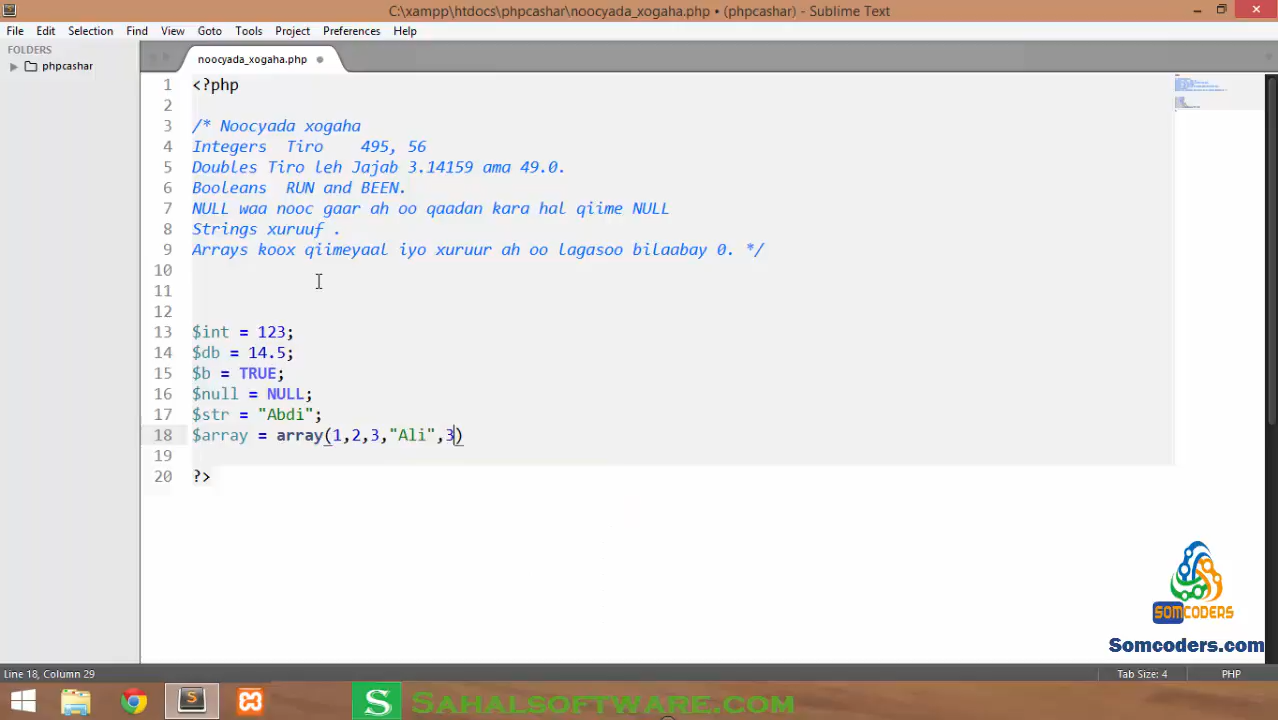 C:\xampp\htdocs\phpcashar\noocyada_xogaha.php • (phpcashar) - Sublime Text
File Edit Selection Find View Goto Tools Project Preferences Help
FOLDERS
phpcashar
noocyada_xogaha.php
1 <?php
2
3 /* Noocyada xogaha
4 Integers  Tiro    495, 56
5 Doubles Tiro leh Jajab 3.14159 ama 49.0.
6 Booleans  RUN and BEEN.
7 NULL waa nooc gaar ah oo qaadan kara hal qiime NULL
8 Strings xuruuf .
9 Arrays koox qiimeyaal iyo xuruur ah oo lagasoo bilaabay 0. */
10
11
12
13 $int = 123;
14 $db = 14.5;
15 $b = TRUE;
16 $null = NULL;
17 $str = "Abdi";
18 $array = array(1,2,3,"Ali",3)
19
20 ?>
SOMCODERS
Somcoders.com
Line 18, Column 29
Tab Size: 4
PHP
S
S SAHALSOFTWARE.COM